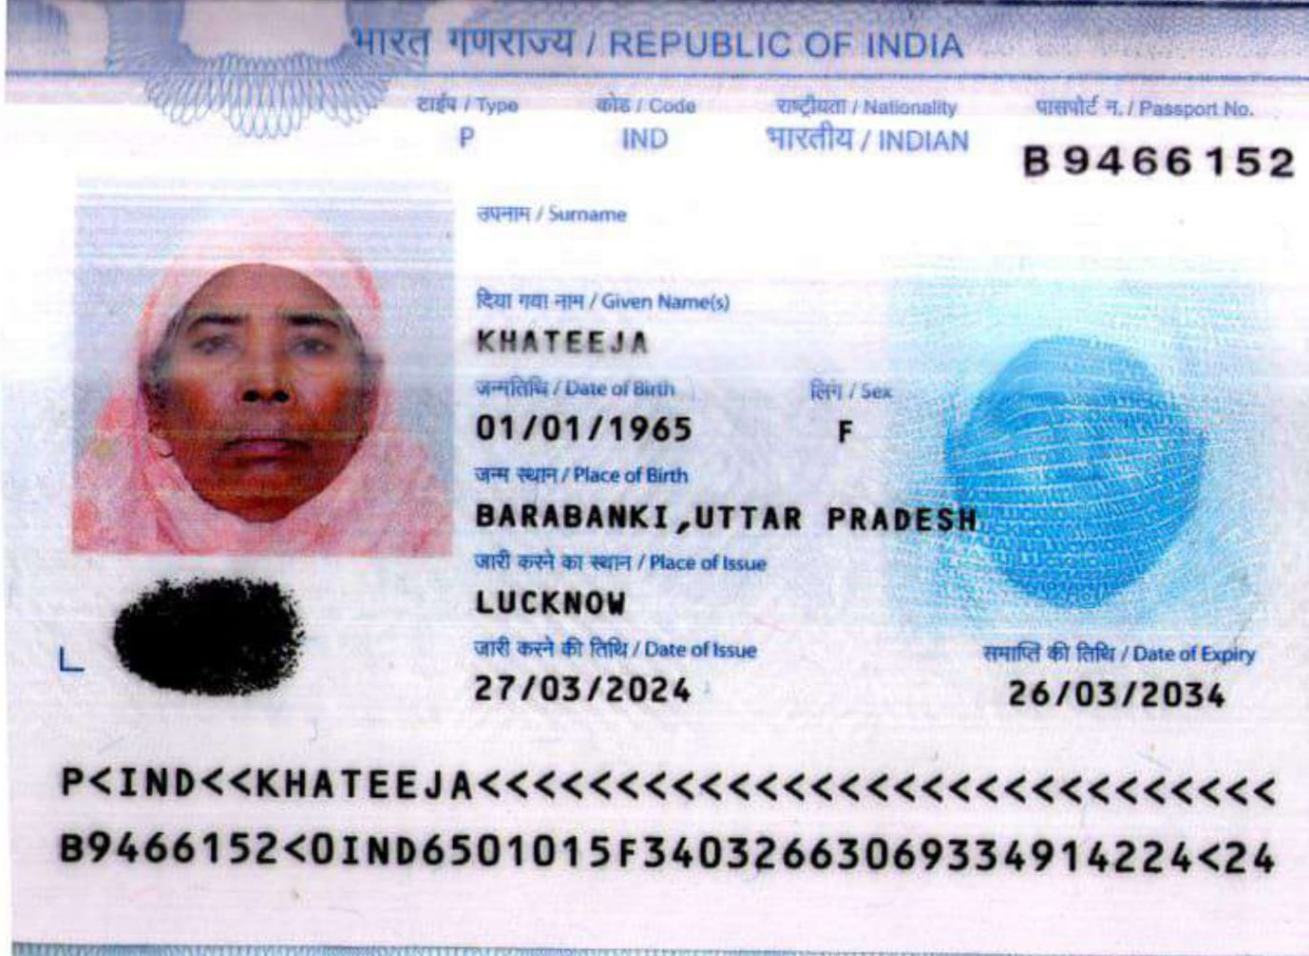 भारत गणराज्य / REPUBLIC OF INDIA
टाईप / Type कोड / Code राष्ट्रीयता / Nationality पासपोर्ट न. / Passport No.
P IND भारतीय / INDIAN B9466152
उपनाम / Surname
दिया गया नाम / Given Name(s)
KHATEEJA
जन्मतिथि / Date of Birth लिंग / Sex
01/01/1965 F
जन्म स्थान / Place of Birth
BARABANKI,UTTAR PRADESH
जारी करने का स्थान / Place of Issue
LUCKNOW
जारी करने की तिथि / Date of Issue समाप्ति की तिथि / Date of Expiry
27/03/2024 26/03/2034
P<IND<<KHATEEJA<<<<<<<<<<<<<<<<<<<<<<<<<<<<<
B9466152<0IND6501015F34032663069334914224<24